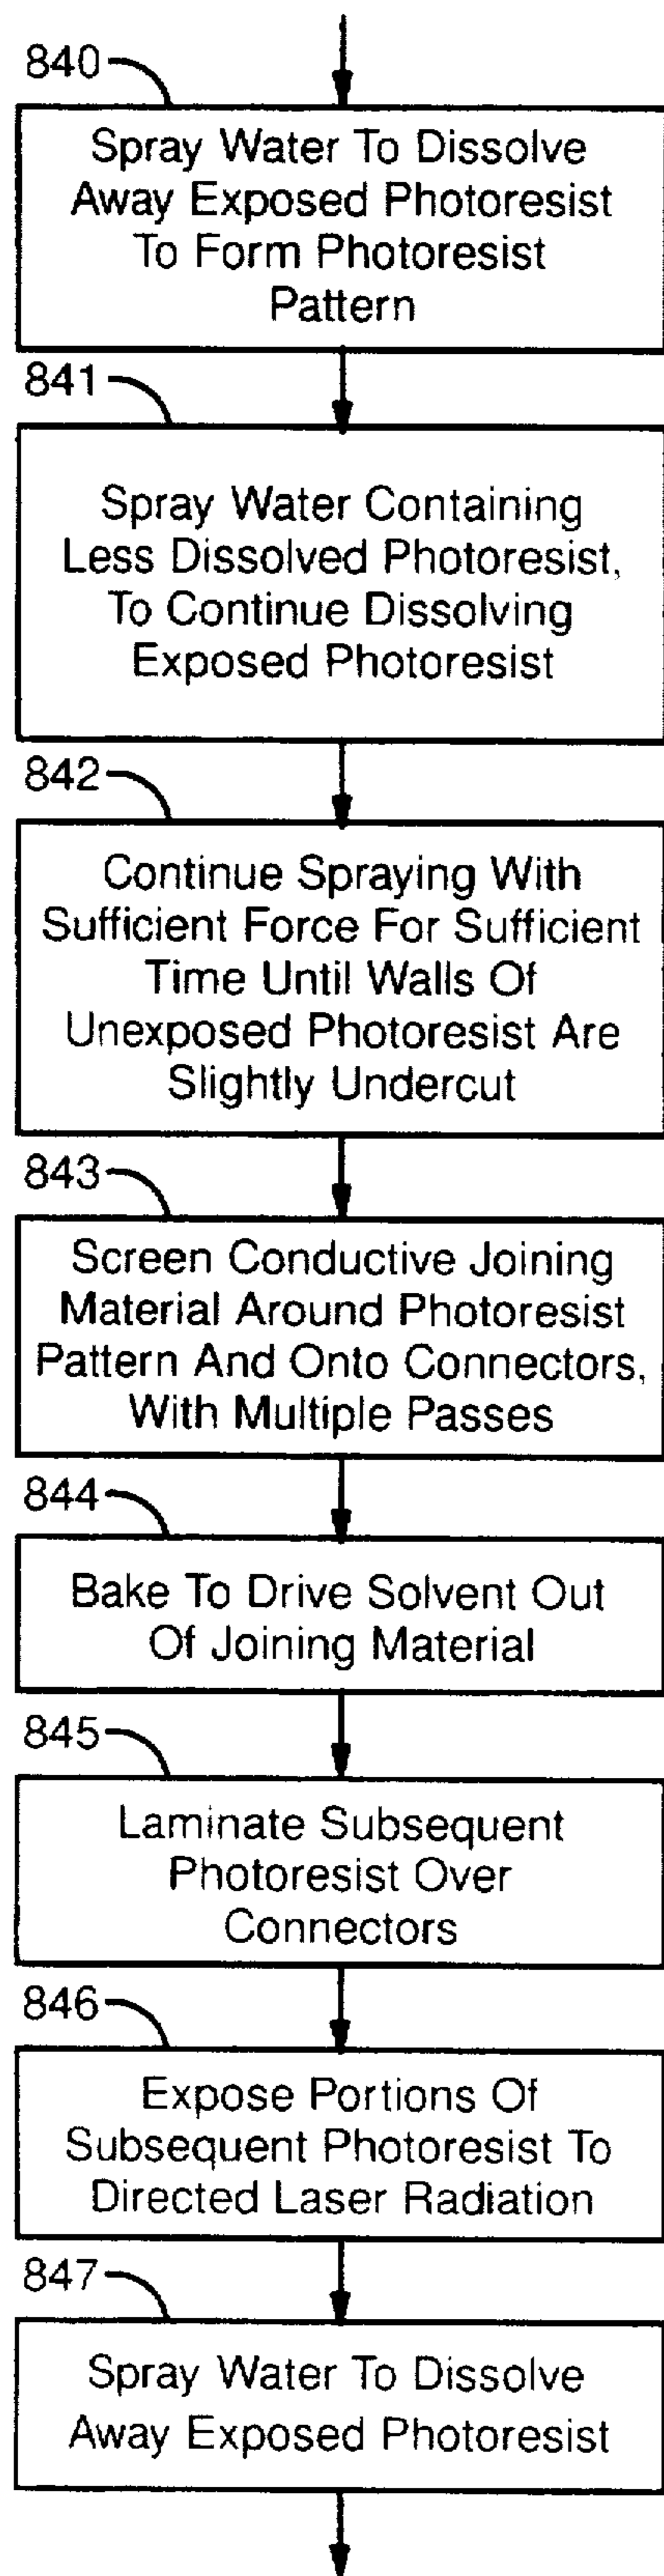 840
Spray Water To Dissolve
Away Exposed Photoresist
To Form Photoresist
Pattern
841
Spray Water Containing
Less Dissolved Photoresist,
To Continue Dissolving
Exposed Photoresist
842
Continue Spraying With
Sufficient Force For Sufficient
Time Until Walls Of
Unexposed Photoresist Are
Slightly Undercut
843
Screen Conductive Joining
Material Around Photoresist
Pattern And Onto Connectors,
With Multiple Passes
844
Bake To Drive Solvent Out
Of Joining Material
845
Laminate Subsequent
Photoresist Over
Connectors
846
Expose Portions Of
Subsequent Photoresist To
Directed Laser Radiation
847
Spray Water To Dissolve
Away Exposed Photoresist